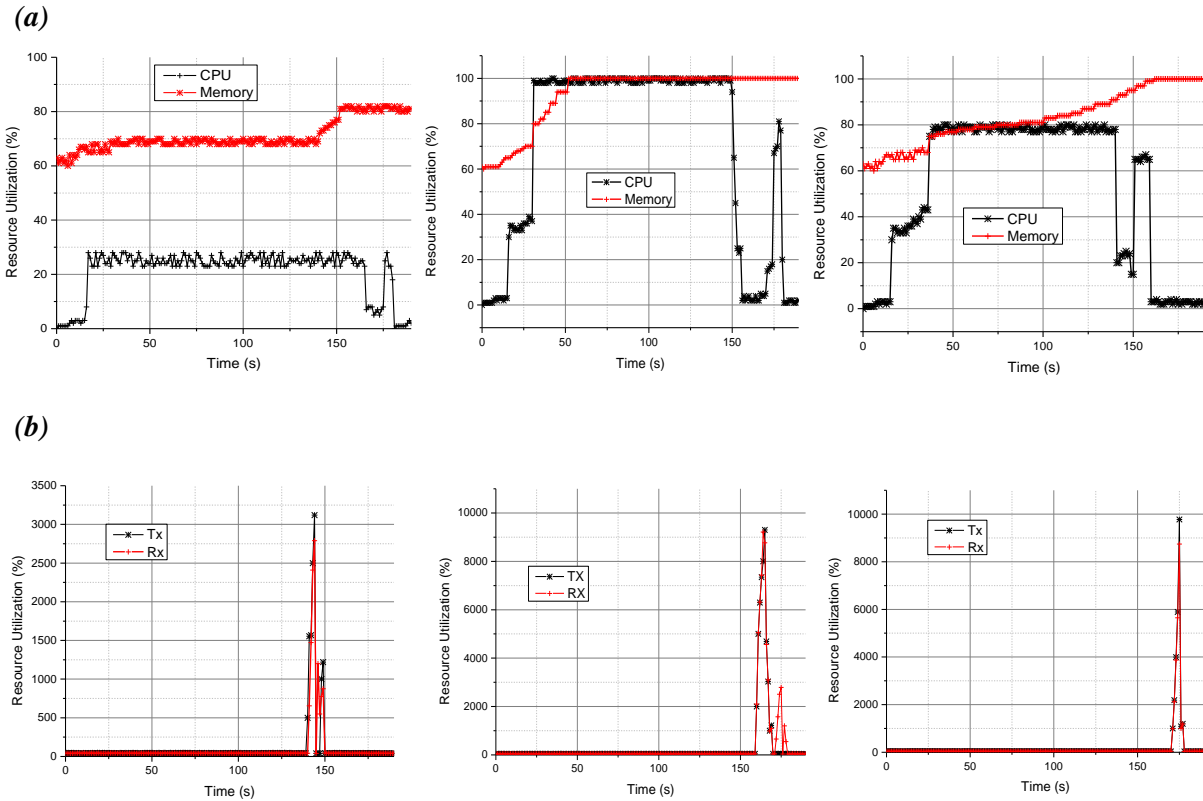 (a)
Resource Utilization (%)
100
80
60
40
20
0
CPU
Memory
0
50
100
150
Time (s)
Resource Utilization (%)
100
80
60
40
20
0
CPU
Memory
0
50
100
150
Time (s)
Resource Utilization (%)
100
80
60
40
20
0
CPU
Memory
0
50
100
150
Time (s)
(b)
Resource Utilization (%)
3500
3000
2500
2000
1500
1000
500
0
Tx
Rx
0
50
100
150
Time (s)
Resource Utilization (%)
10000
8000
6000
4000
2000
0
TX
RX
0
50
100
150
Time (s)
Resource Utilization (%)
10000
8000
6000
4000
2000
0
Tx
Rx
0
50
100
150
Time (s)